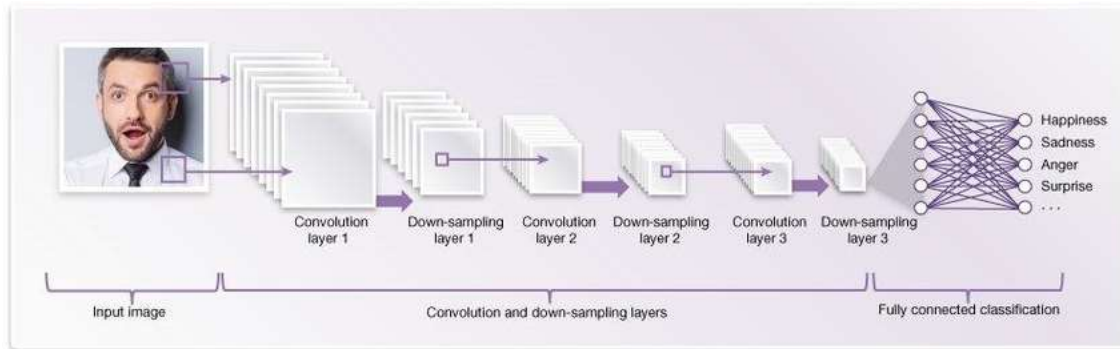 Happiness
Sadness
Anger
Surprise
...
Convolution
layer 1
Down-sampling
layer 1
Convolution
layer 2
Down-sampling
layer 2
Convolution
layer 3
Down-sampling
layer 3
Input image
Convolution and down-sampling layers
Fully connected classification